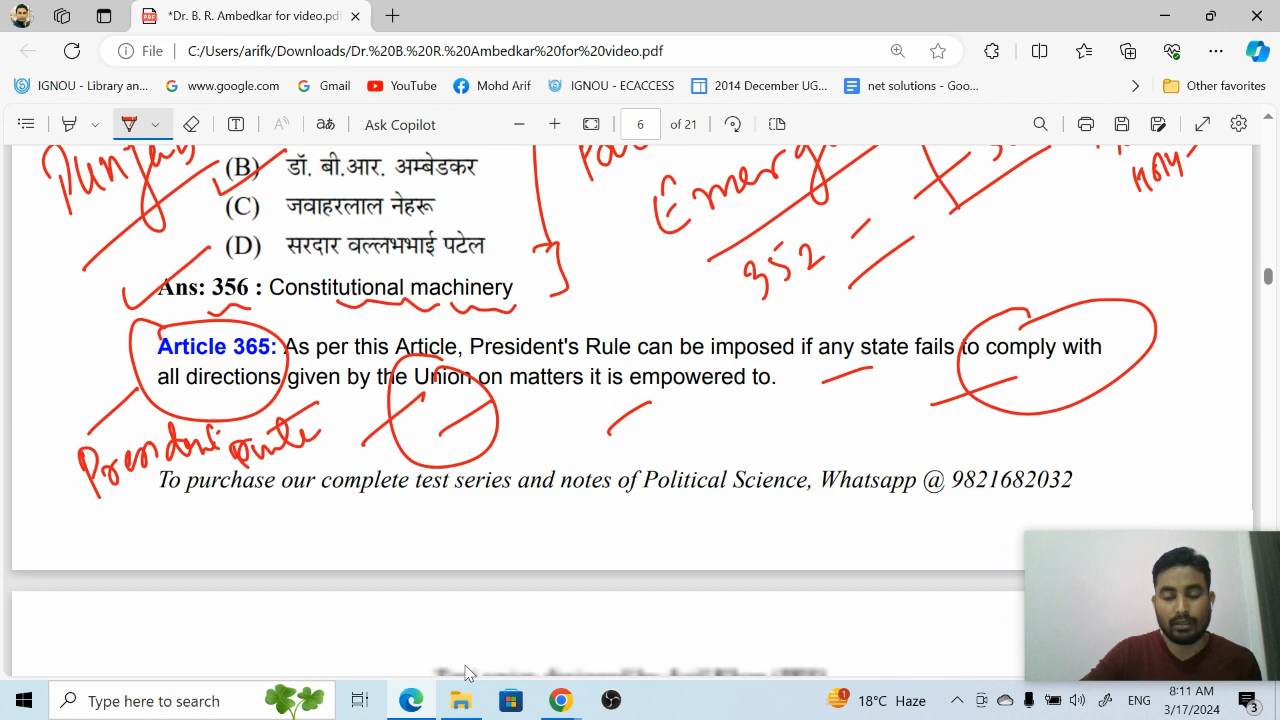 *Dr. B. R. Ambedkar for video.pdf
File C:/Users/arifk/Downloads/Dr.%20B.%20R.%20Ambedkar%20for%20video.pdf
IGNOU - Library an... www.google.com Gmail YouTube Mohd Arif IGNOU - ECACCESS 2014 December UG... net solutions - Goo... Other favorites
Ask Copilot 6 of 21
(B) डॉ. बी.आर. अम्बेडकर
(C) जवाहरलाल नेहरू
(D) सरदार वल्लभभाई पटेल
352
Ans: 356 : Constitutional machinery
Article 365: As per this Article, President's Rule can be imposed if any state fails to comply with
all directions given by the Union on matters it is empowered to.
To purchase our complete test series and notes of Political Science, Whatsapp @ 9821682032
Type here to search 18°C Haze ENG 8:11 AM
3/17/2024 3